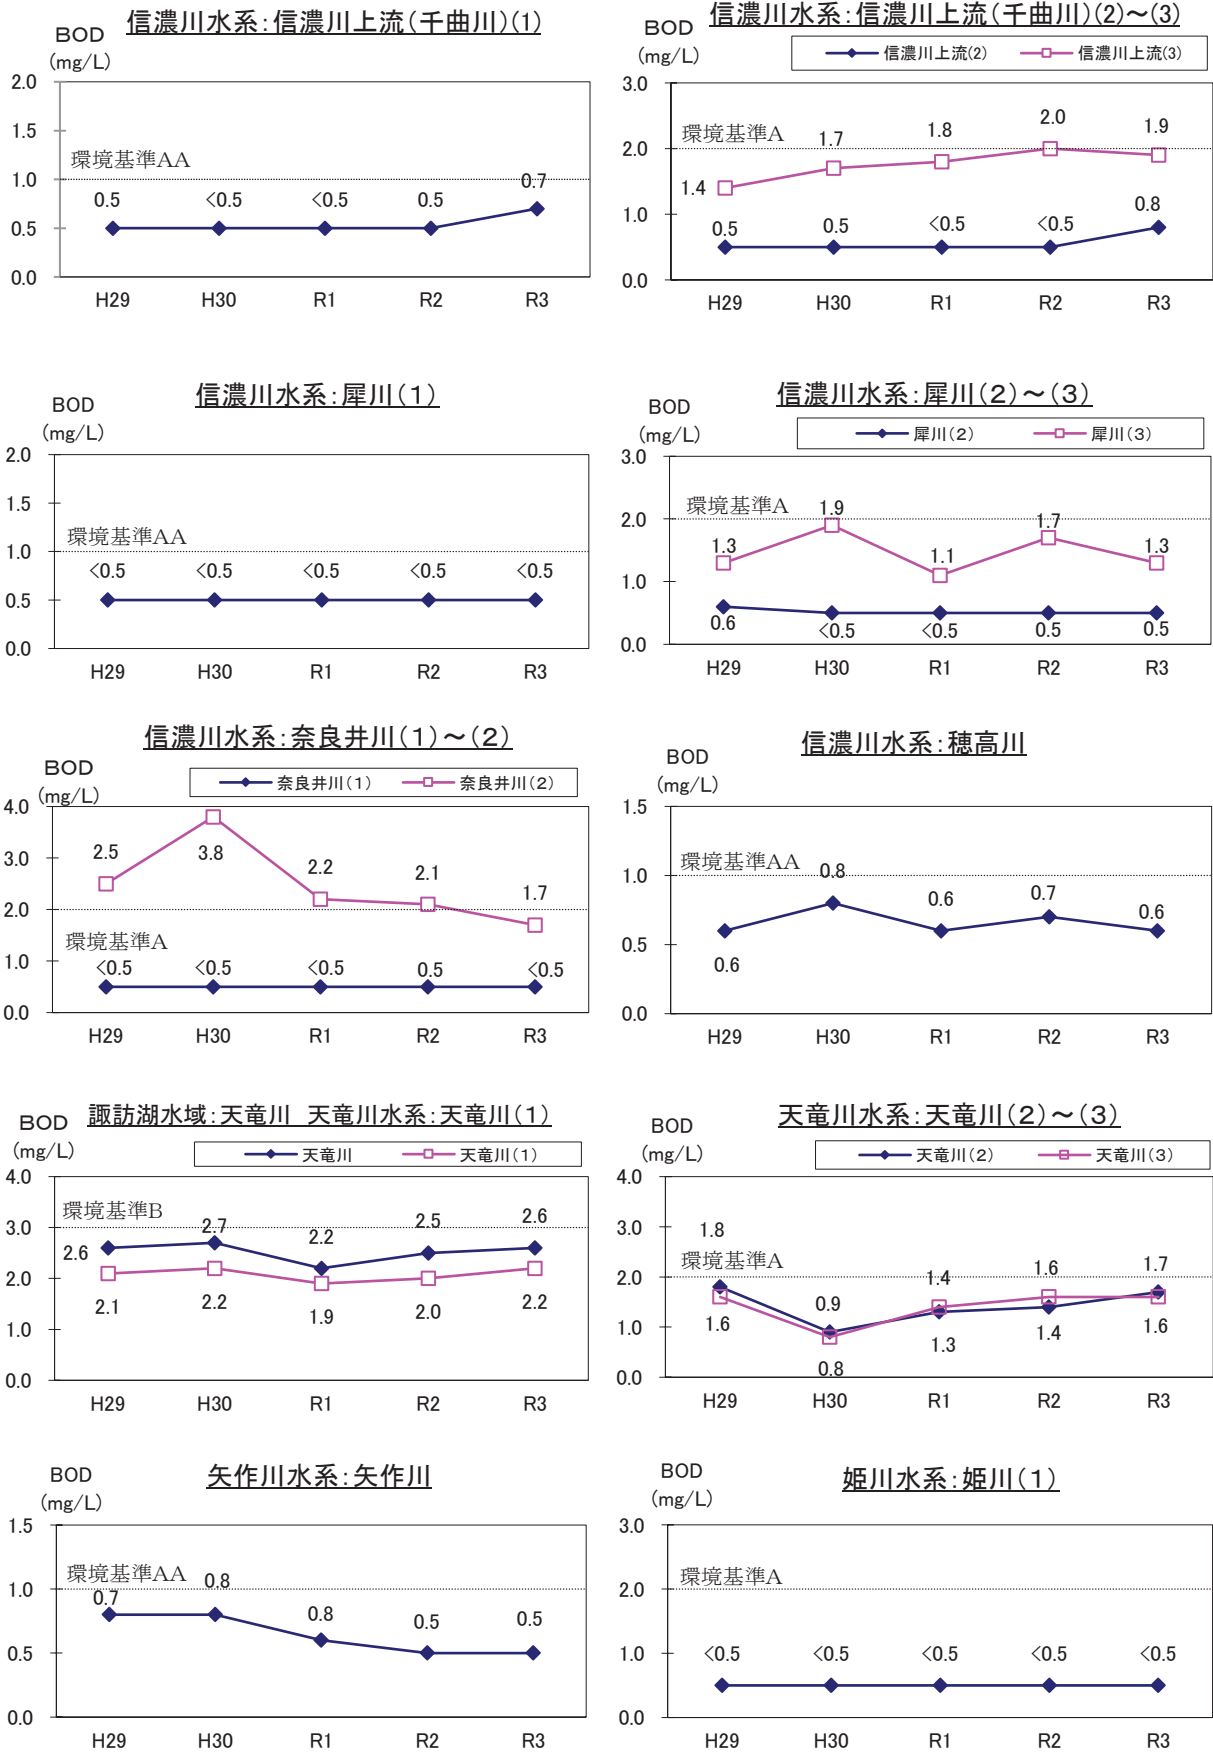 信濃川水系:信濃川上流(千曲川)(1)
BOD
(mg/L)
2.0
1.5
1.0
0.5
0.0
環境基準AA
0.5 <0.5 <0.5 0.5 0.7
H29 H30 R1 R2 R3
信濃川水系:信濃川上流(千曲川)(2)~(3)
BOD
(mg/L)
信濃川上流(2) 信濃川上流(3)
3.0
2.0
1.0
0.0
環境基準A
1.4 1.7 1.8 2.0 1.9
0.5 0.5 <0.5 <0.5 0.8
H29 H30 R1 R2 R3
信濃川水系:犀川(1)
BOD
(mg/L)
2.0
1.5
1.0
0.5
0.0
環境基準AA
<0.5 <0.5 <0.5 <0.5 <0.5
H29 H30 R1 R2 R3
信濃川水系:犀川(2)~(3)
BOD
(mg/L)
犀川(2) 犀川(3)
3.0
2.0
1.0
0.0
環境基準A
1.3 1.9 1.1 1.7 1.3
0.6 <0.5 <0.5 0.5 0.5
H29 H30 R1 R2 R3
信濃川水系:奈良井川(1)~(2)
BOD
(mg/L)
奈良井川(1) 奈良井川(2)
4.0
3.0
2.0
1.0
0.0
2.5 3.8 2.2 2.1 1.7
環境基準A
<0.5 <0.5 <0.5 0.5 <0.5
H29 H30 R1 R2 R3
信濃川水系:穂高川
BOD
(mg/L)
1.5
1.0
0.5
0.0
環境基準AA
0.6 0.8 0.6 0.7 0.6
H29 H30 R1 R2 R3
諏訪湖水域:天竜川 天竜川水系:天竜川(1)
BOD
(mg/L)
天竜川 天竜川(1)
4.0
3.0
2.0
1.0
0.0
環境基準B
2.6 2.7 2.2 2.5 2.6
2.1 2.2 1.9 2.0 2.2
H29 H30 R1 R2 R3
天竜川水系:天竜川(2)~(3)
BOD
(mg/L)
天竜川(2) 天竜川(3)
4.0
3.0
2.0
1.0
0.0
環境基準A
1.8 0.9 1.4 1.6 1.7
1.6 0.8 1.3 1.4 1.6
H29 H30 R1 R2 R3
矢作川水系:矢作川
BOD
(mg/L)
1.5
1.0
0.5
0.0
環境基準AA
0.7 0.8 0.8 0.5 0.5
H29 H30 R1 R2 R3
姫川水系:姫川(1)
BOD
(mg/L)
3.0
2.0
1.0
0.0
環境基準A
<0.5 <0.5 <0.5 <0.5 <0.5
H29 H30 R1 R2 R3